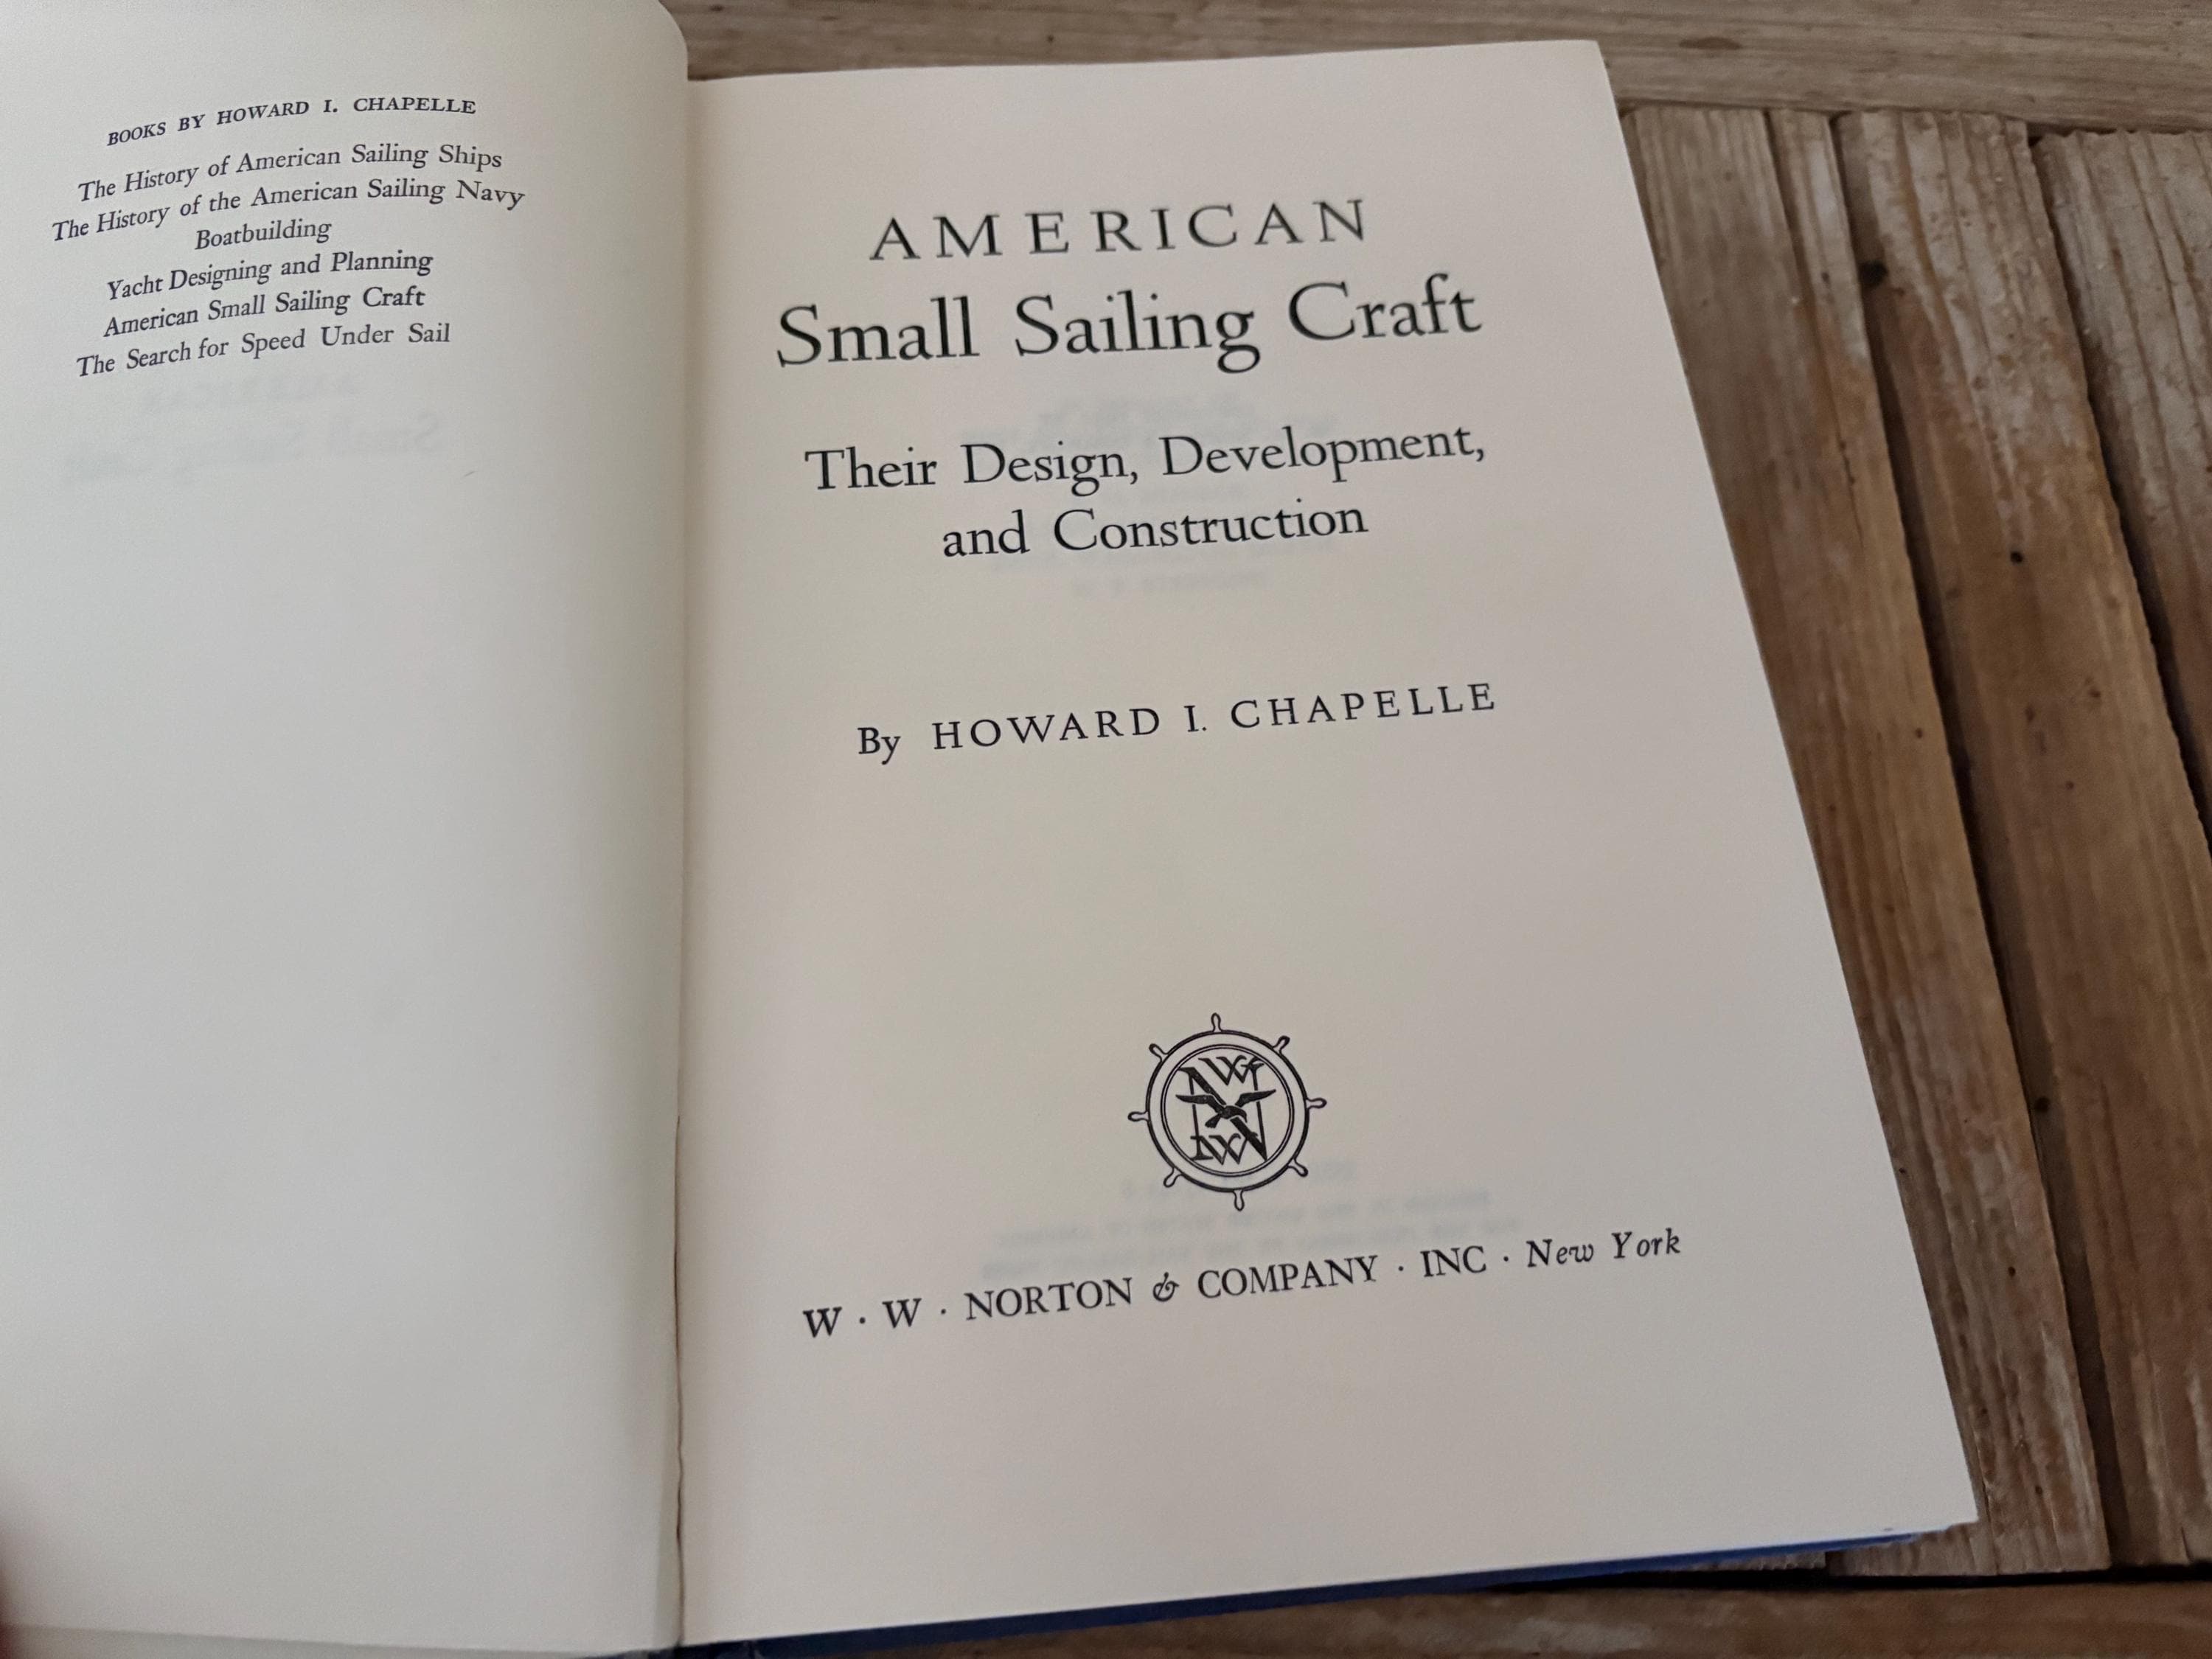 BOOKS BY HOWARD I. CHAPELLE
The History of American Sailing Ships
The History of the American Sailing Navy
Boatbuilding
Yacht Designing and Planning
American Small Sailing Craft
The Search for Speed Under Sail
AMERICAN
Small Sailing Craft
Their Design, Development,
and Construction
By HOWARD I. CHAPELLE
W W
N
W · W · NORTON & COMPANY · INC · New York